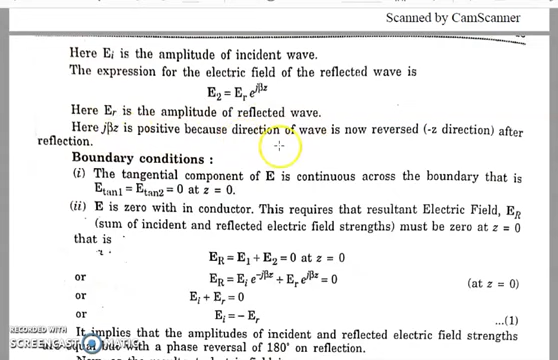 Scanned by CamScanner
Here Ei is the amplitude of incident wave.
The expression for the electric field of the reflected wave is
E₂ = Eᵣ e^jβz
Here Er is the amplitude of reflected wave.
Here jβz is positive because direction of wave is now reversed (-z direction) after
reflection.
Boundary conditions :
(i) The tangential component of E is continuous across the boundary that is
Etan1 = Etan2 = 0 at z = 0.
(ii) E is zero with in conductor. This requires that resultant Electric Field, E_R
(sum of incident and reflected electric field strengths) must be zero at z = 0
that is
E_R = E₁ + E₂ = 0 at z = 0
or E_R = Eᵢ e^-jβz + Eᵣ e^jβz = 0 (at z = 0)
or Eᵢ + Eᵣ = 0
or Eᵢ = – Eᵣ ...(1)
It implies that the amplitudes of incident and reflected electric field strengths
are equal but with a phase reversal of 180° on reflection.
RECORDED WITH
SCREENCAST MATIC